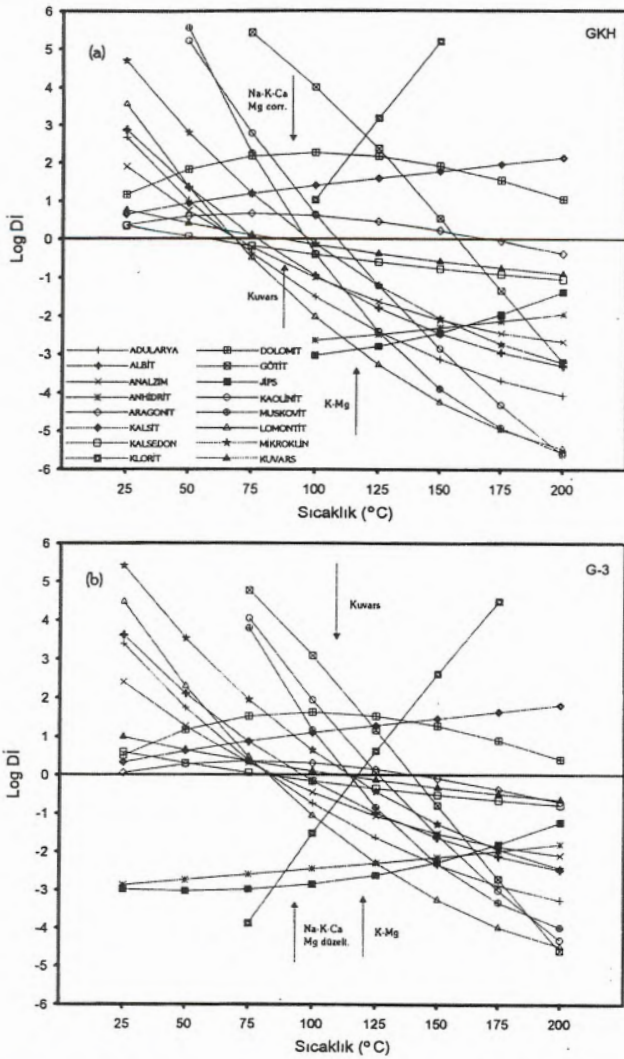 6
(a)
GKH
5
Na-K-Ca
Mg corr.
4
3
2
1
0
-1
-2
-3
-4
-5
-6
Log Dİ
Kuvars
K-Mg
ADULARYA
ALBİT
ANALZİM
ANHİDRİT
ARAGONİT
KALSİT
KALSEDON
KLORİT
DOLOMİT
GÖTİT
JİPS
KAOLİNİT
MUSKOVİT
LOMONTİT
MİKROKLİN
KUVARS
25 50 75 100 125 150 175 200
Sıcaklık (°C)
6
(b)
G-3
5
Kuvars
4
3
2
1
0
-1
-2
-3
-4
-5
-6
Log Dİ
Na-K-Ca
Mg düzelt.
K-Mg
25 50 75 100 125 150 175 200
Sıcaklık (°C)